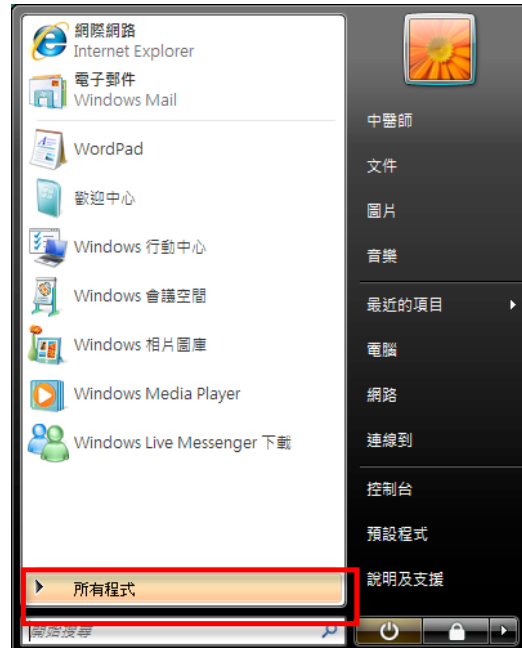 網際網路
Internet Explorer
電子郵件
Windows Mail
WordPad
歡迎中心
Windows 行動中心
Windows 會議空間
Windows 相片圖庫
Windows Media Player
Windows Live Messenger 下載
所有程式
開始搜尋
中醫師
文件
圖片
音樂
最近的項目
電腦
網路
連線到
控制台
預設程式
說明及支援